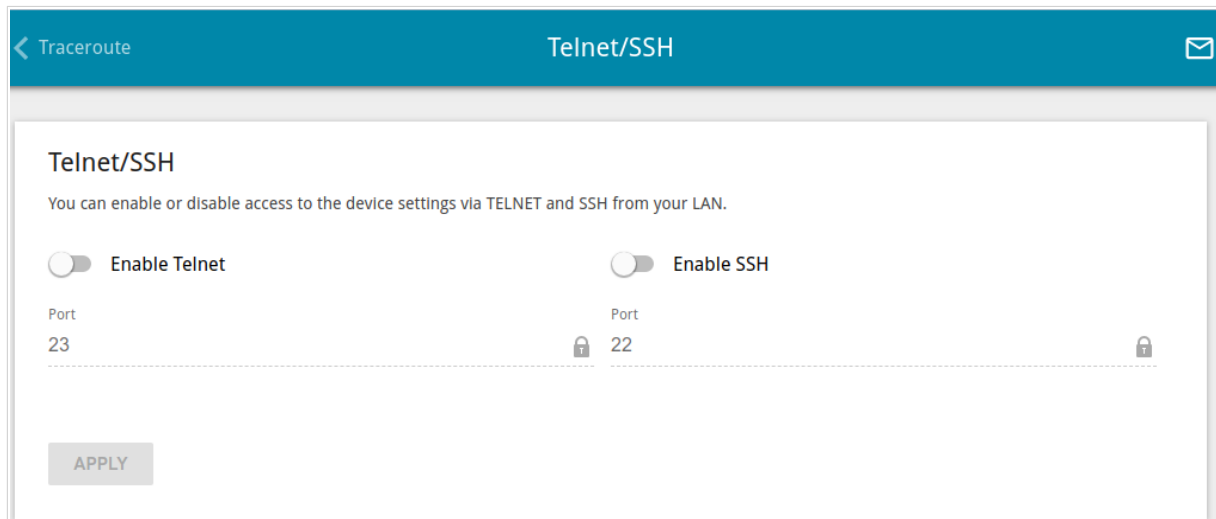 Traceroute
Telnet/SSH
Telnet/SSH
You can enable or disable access to the device settings via TELNET and SSH from your LAN.
Enable Telnet
Enable SSH
Port
Port
23
22
APPLY